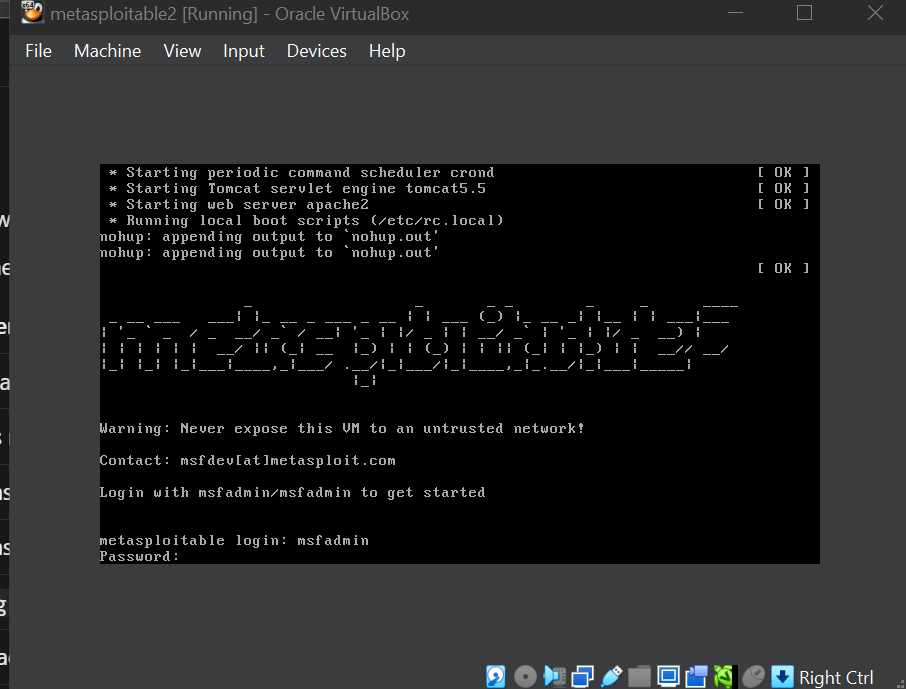 metasploitable2 [Running] - Oracle VirtualBox
File Machine View Input Devices Help
* Starting periodic command scheduler crond [ OK ]
* Starting Tomcat servlet engine tomcat5.5 [ OK ]
* Starting web server apache2 [ OK ]
* Running local boot scripts (/etc/rc.local)
nohup: appending output to `nohup.out'
nohup: appending output to `nohup.out'
[ OK ]
Warning: Never expose this VM to an untrusted network!
Contact: msfdev[at]metasploit.com
Login with msfadmin/msfadmin to get started
metasploitable login: msfadmin
Password:
Right Ctrl